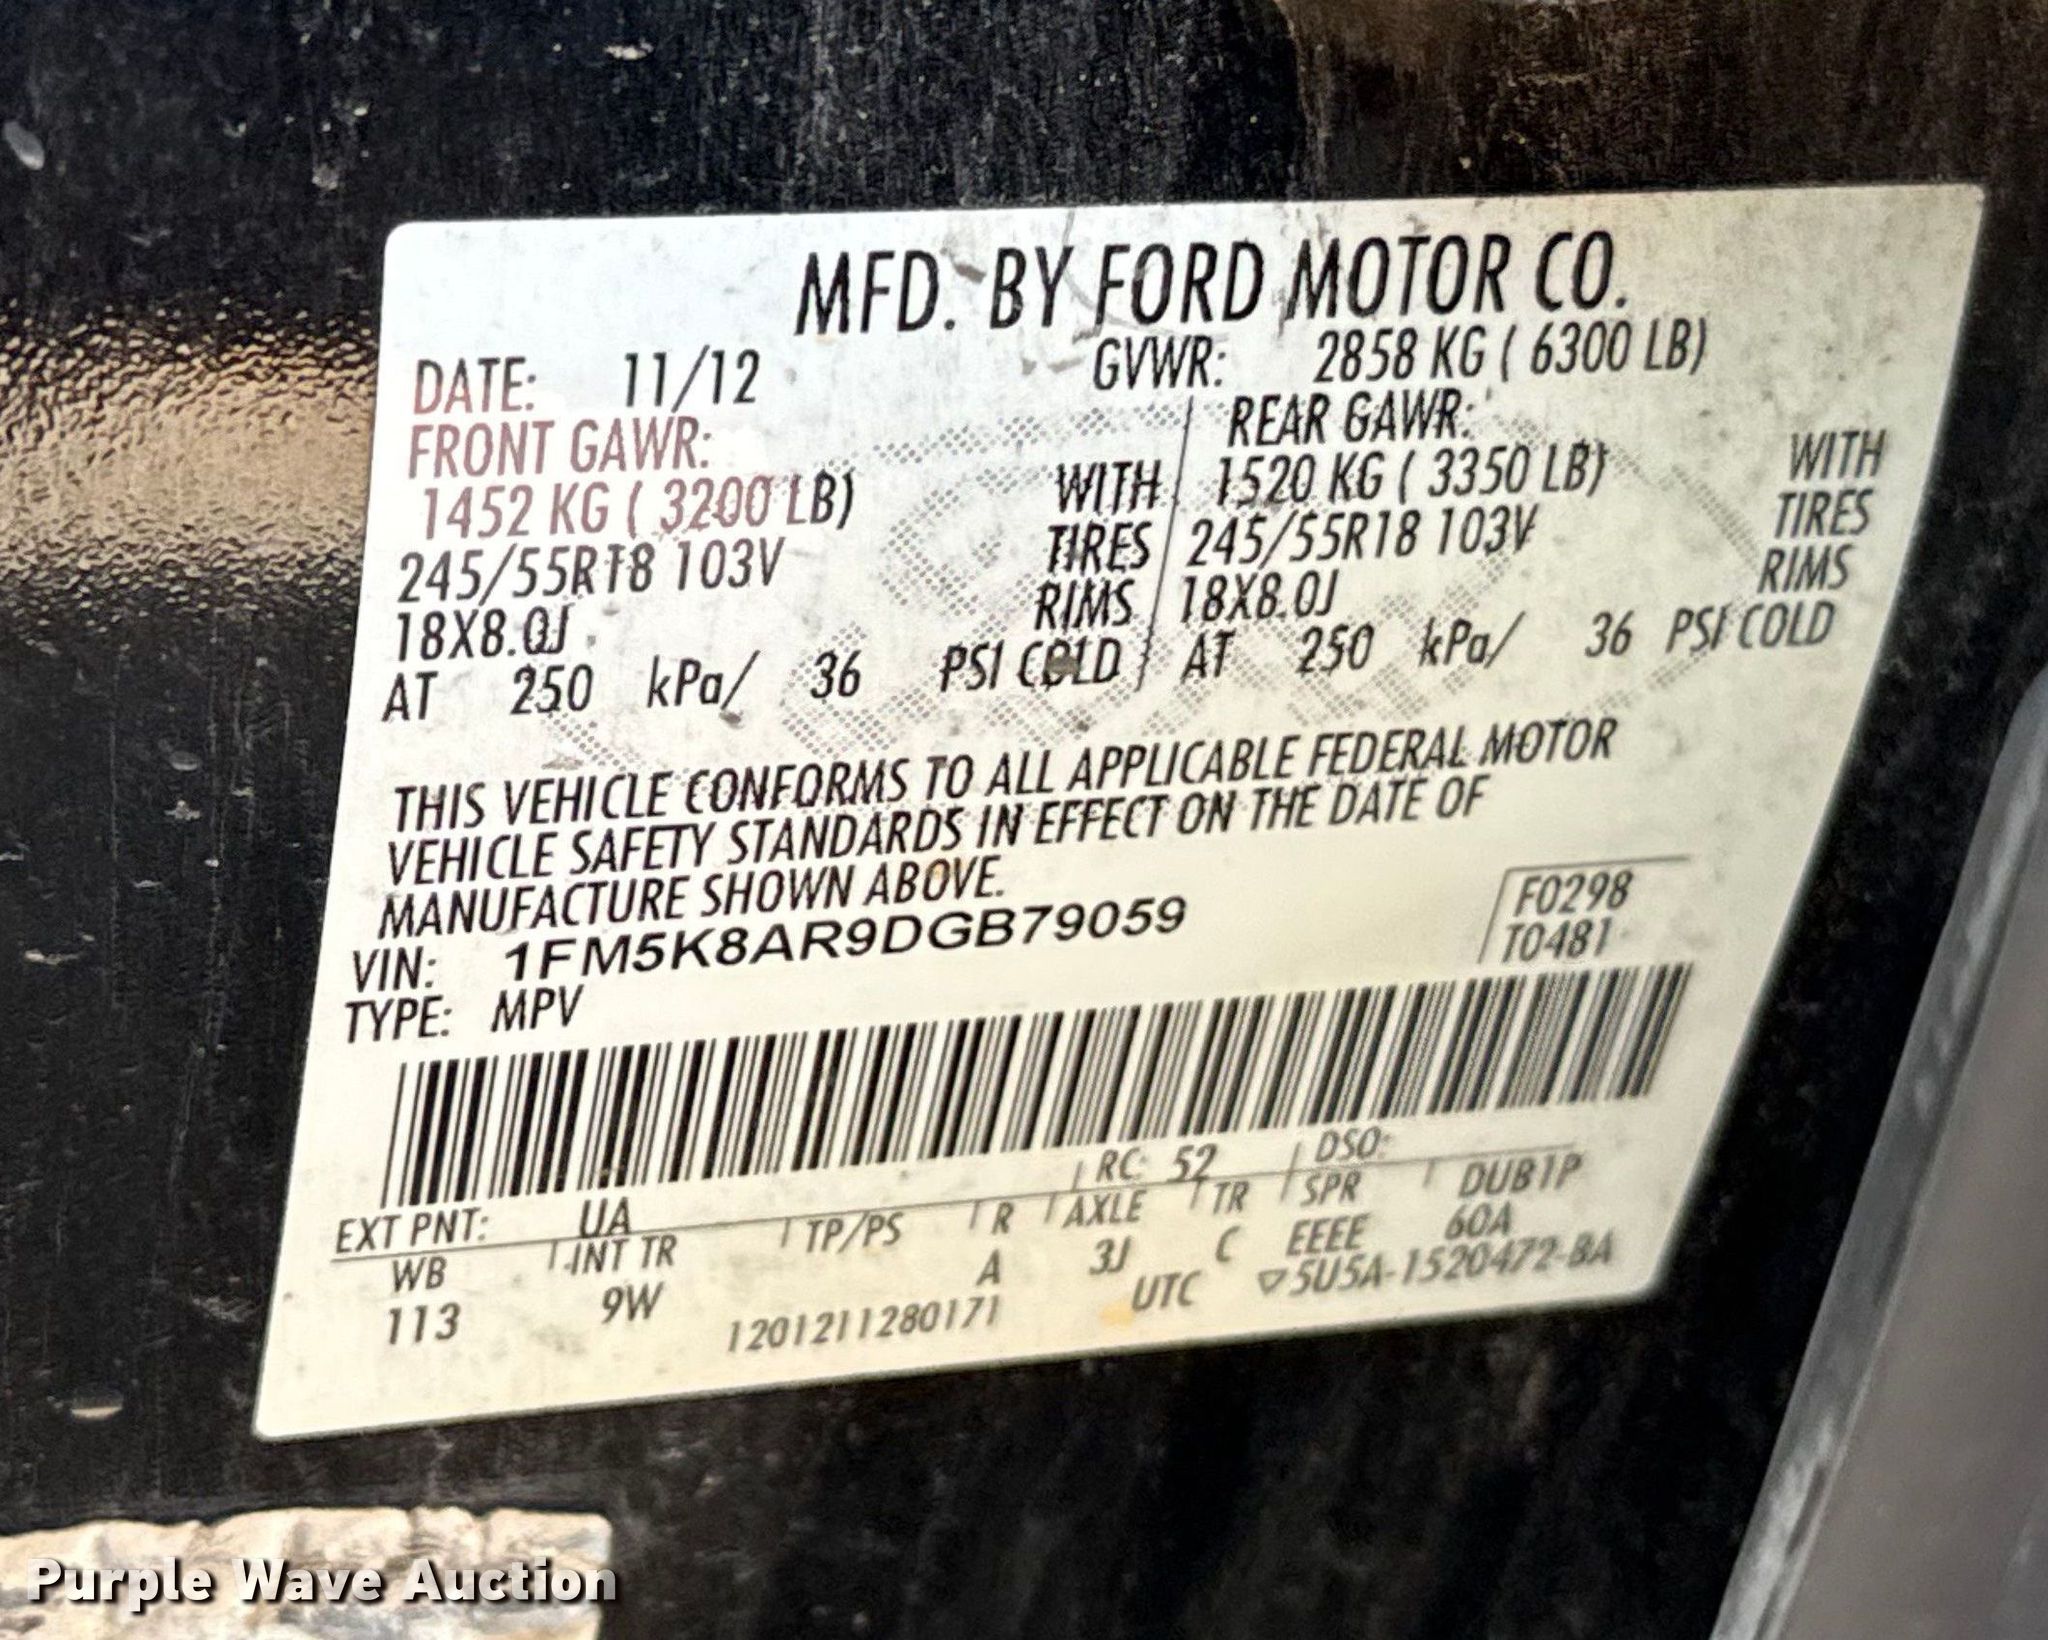 MFD. BY FORD MOTOR CO.
DATE: 11/12 GVWR: 2858 KG ( 6300 LB)
FRONT GAWR: REAR GAWR:
1452 KG ( 3200 LB) WITH 1520 KG ( 3350 LB) WITH
245/55R18 103V TIRES 245/55R18 103V TIRES
18X8.0J RIMS 18X8.0J RIMS
AT 250 kPa/ 36 PSI COLD AT 250 kPa/ 36 PSI COLD
THIS VEHICLE CONFORMS TO ALL APPLICABLE FEDERAL MOTOR
VEHICLE SAFETY STANDARDS IN EFFECT ON THE DATE OF
MANUFACTURE SHOWN ABOVE.
VIN: 1FM5K8AR9DGB79059 F0298
TYPE: MPV T0481
EXT PNT: UA RC: 52 DSO:
WB INT TR TP/PS R AXLE TR SPR DUB1P
113 9W A 3J C EEEE 60A
1201211280171 UTC ▽5U5A-1520472-BA
Purple Wave Auction